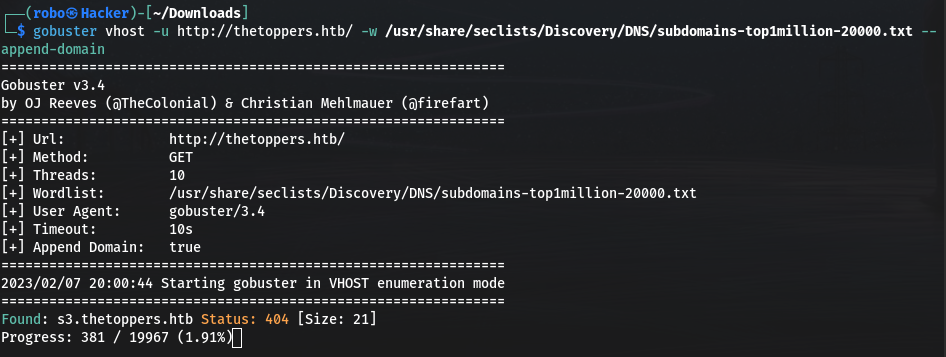 ┌──(robo㉿Hacker)-[~/Downloads]
└─$ gobuster vhost -u http://thetoppers.htb/ -w /usr/share/seclists/Discovery/DNS/subdomains-top1million-20000.txt --
append-domain
===============================================================
Gobuster v3.4
by OJ Reeves (@TheColonial) & Christian Mehlmauer (@firefart)
===============================================================
[+] Url:             http://thetoppers.htb/
[+] Method:          GET
[+] Threads:         10
[+] Wordlist:        /usr/share/seclists/Discovery/DNS/subdomains-top1million-20000.txt
[+] User Agent:      gobuster/3.4
[+] Timeout:         10s
[+] Append Domain:   true
===============================================================
2023/02/07 20:00:44 Starting gobuster in VHOST enumeration mode
===============================================================
Found: s3.thetoppers.htb Status: 404 [Size: 21]
Progress: 381 / 19967 (1.91%)